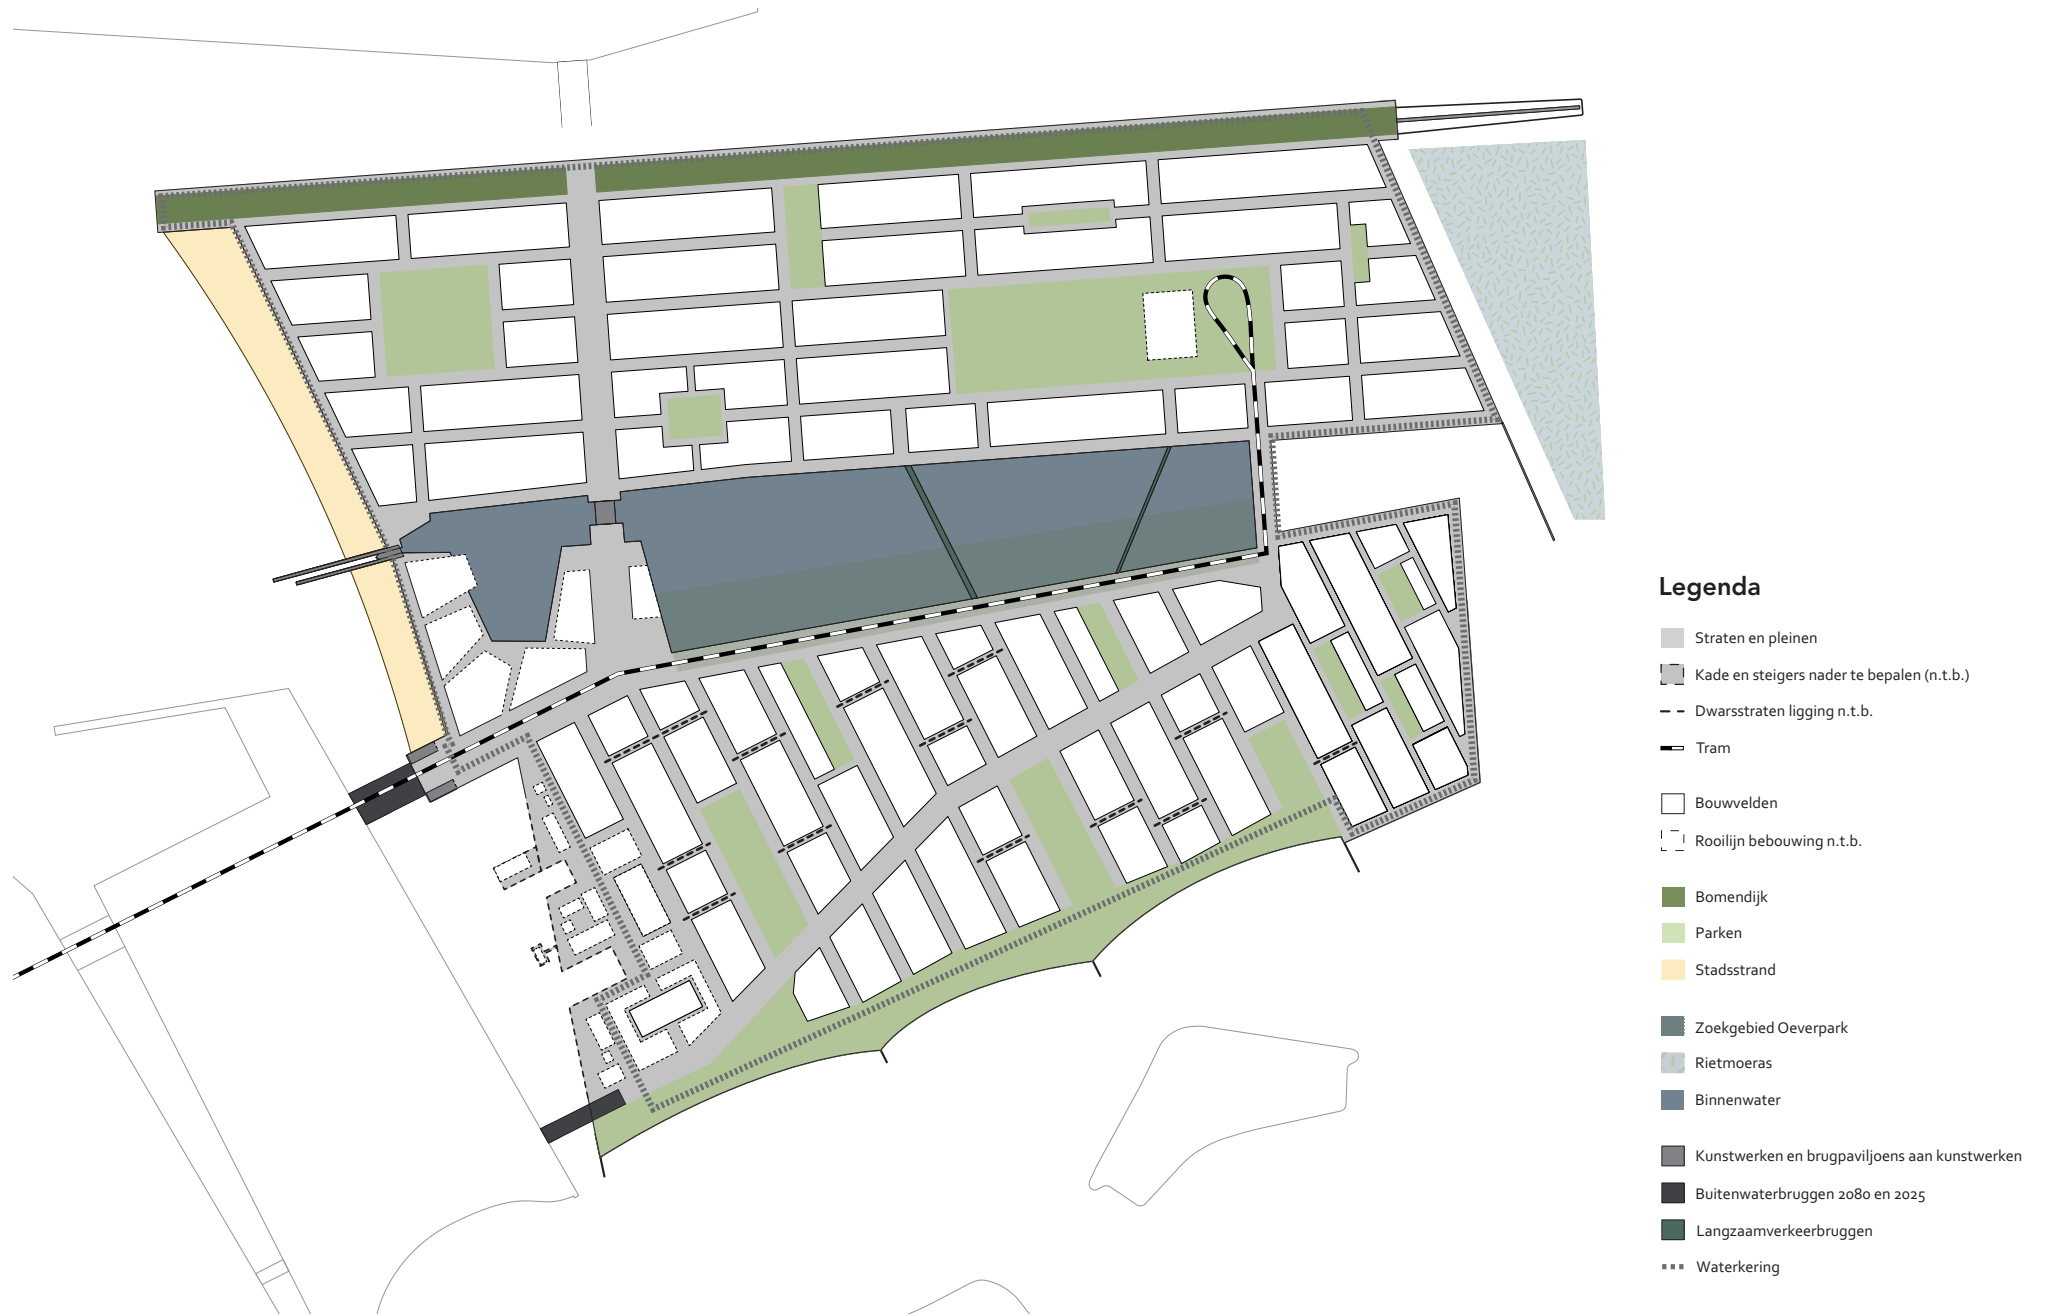 Legenda
Straten en pleinen
Kade en steigers nader te bepalen (n.t.b.)
Dwarsstraten ligging n.t.b.
Tram
Bouwvelden
Rooilijn bebouwing n.t.b.
Bomendijk
Parken
Stadsstrand
Zoekgebied Oeverpark
Rietmoeras
Binnenwater
Kunstwerken en brugpaviljoens aan kunstwerken
Buitenwaterbruggen 2080 en 2025
Langzaamverkeerbruggen
Waterkering